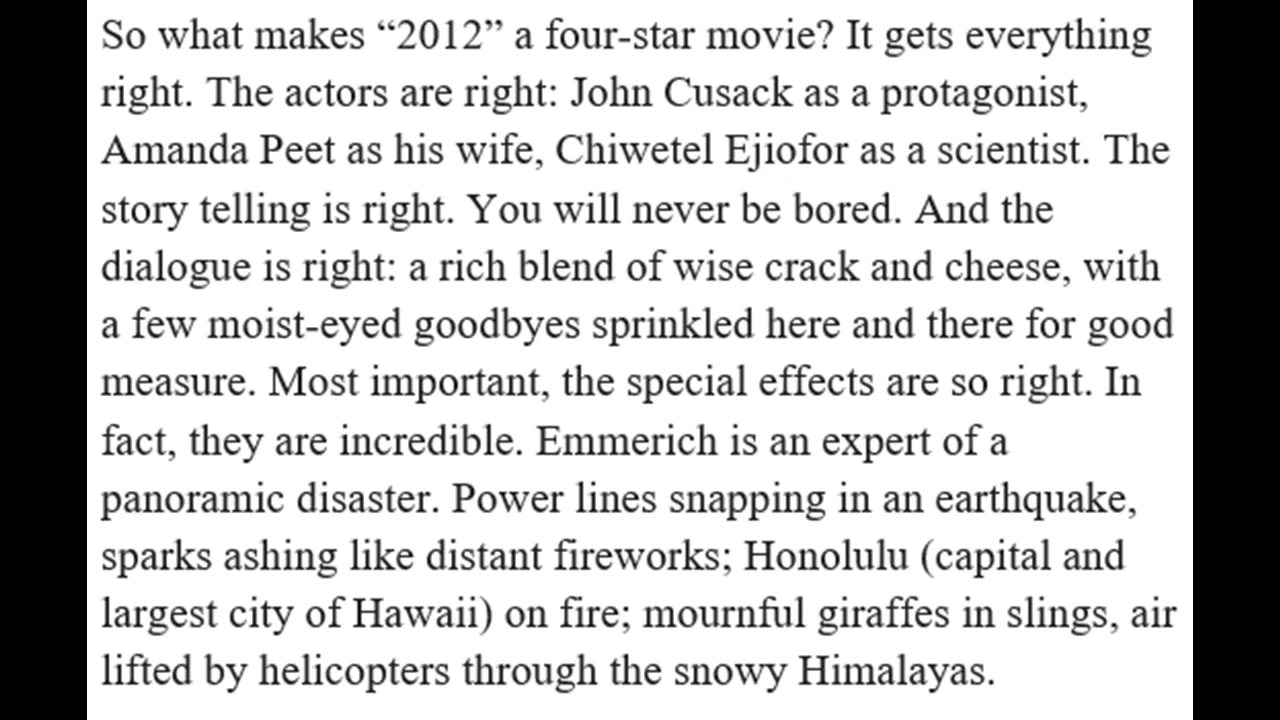 So what makes “2012” a four-star movie? It gets everything
right. The actors are right: John Cusack as a protagonist,
Amanda Peet as his wife, Chiwetel Ejiofor as a scientist. The
story telling is right. You will never be bored. And the
dialogue is right: a rich blend of wise crack and cheese, with
a few moist-eyed goodbyes sprinkled here and there for good
measure. Most important, the special effects are so right. In
fact, they are incredible. Emmerich is an expert of a
panoramic disaster. Power lines snapping in an earthquake,
sparks ashing like distant fireworks; Honolulu (capital and
largest city of Hawaii) on fire; mournful giraffes in slings, air
lifted by helicopters through the snowy Himalayas.